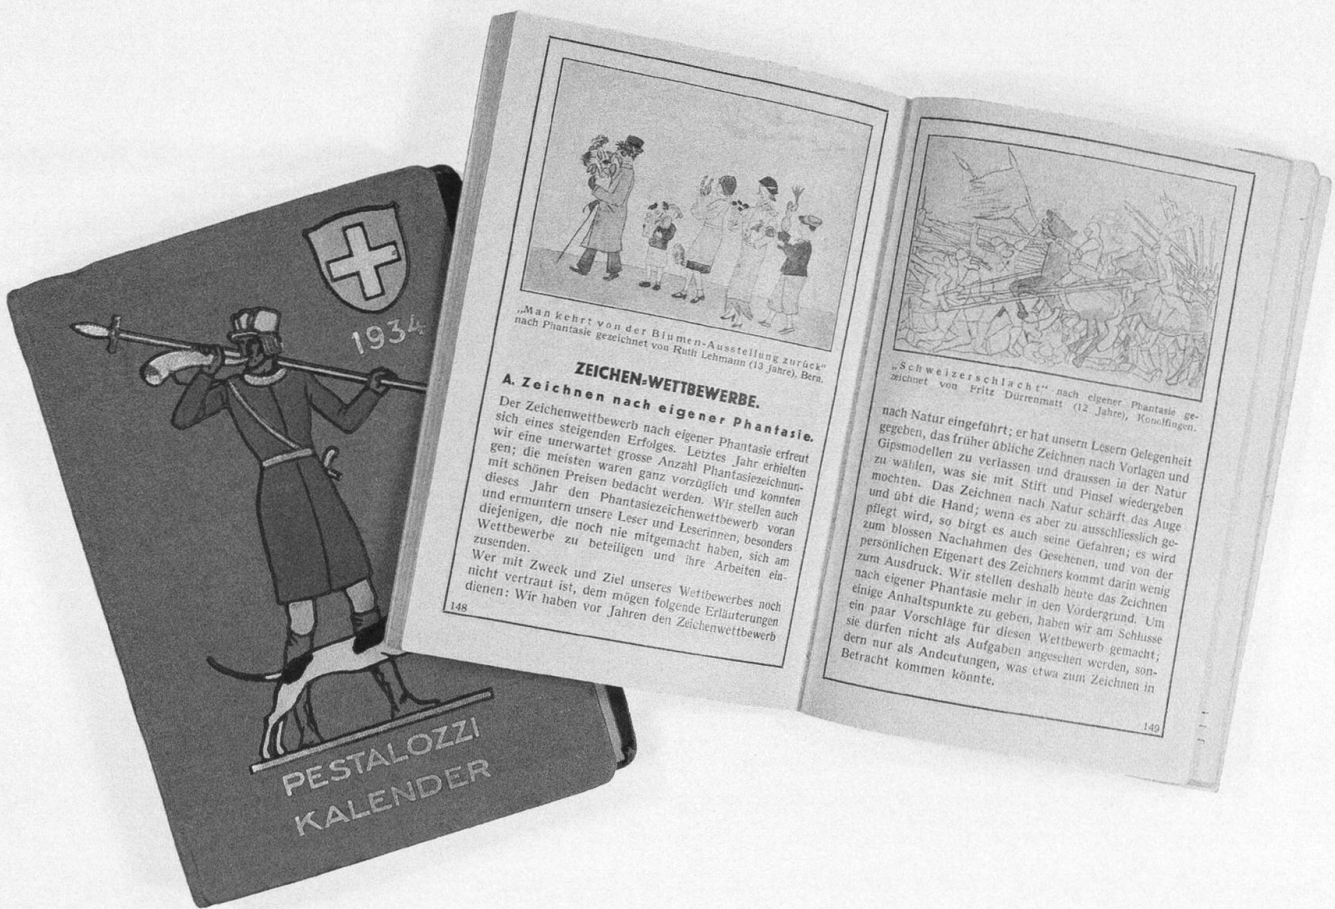 1934
PESTALOZZI
KALENDER
„Man kehrt von der Blumen-Ausstellung zurück“
nach Phantasie gezeichnet von Ruth Lehmann (13 Jahre), Bern.
ZEICHEN-WETTBEWERBE.
A. Zeichnen nach eigener Phantasie.
Der Zeichenwettbewerb nach eigener Phantasie erfreut
sich eines steigenden Erfolges. Letztes Jahr erhielten
wir eine unerwartet grosse Anzahl Phantasiezeichnun-
gen; die meisten waren ganz vorzüglich und konnten
mit schönen Preisen bedacht werden. Wir stellen auch
dieses Jahr den Phantasiezeichenwettbewerb voran
und ermuntern unsere Leser und Leserinnen, besonders
diejenigen, die noch nie mitgemacht haben, sich am
Wettbewerbe zu beteiligen und ihre Arbeiten ein-
zusenden.
Wer mit Zweck und Ziel unseres Wettbewerbes noch
nicht vertraut ist, dem mögen folgende Erläuterungen
dienen: Wir haben vor Jahren den Zeichenwettbewerb
148
„Schweizerschlacht“ nach eigener Phantasie ge-
zeichnet von Fritz Dürrenmatt (12 Jahre), Konolfingen.
nach Natur eingeführt; er hat unsern Lesern Gelegenheit
gegeben, das früher übliche Zeichnen nach Vorlagen und
Gipsmodellen zu verlassen und draussen in der Natur
zu wählen, was sie mit Stift und Pinsel wiedergeben
mochten. Das Zeichnen nach Natur schärft das Auge
und übt die Hand; wenn es aber zu ausschliesslich ge-
pflegt wird, so birgt es auch seine Gefahren; es wird
zum blossen Nachahmen des Gesehenen, und von der
persönlichen Eigenart des Zeichners kommt darin wenig
zum Ausdruck. Wir stellen deshalb heute das Zeichnen
nach eigener Phantasie mehr in den Vordergrund. Um
einige Anhaltspunkte zu geben, haben wir am Schlusse
ein paar Vorschläge für diesen Wettbewerb gemacht;
sie dürfen nicht als Aufgaben angesehen werden, son-
dern nur als Andeutungen, was etwa zum Zeichnen in
Betracht kommen könnte.
149